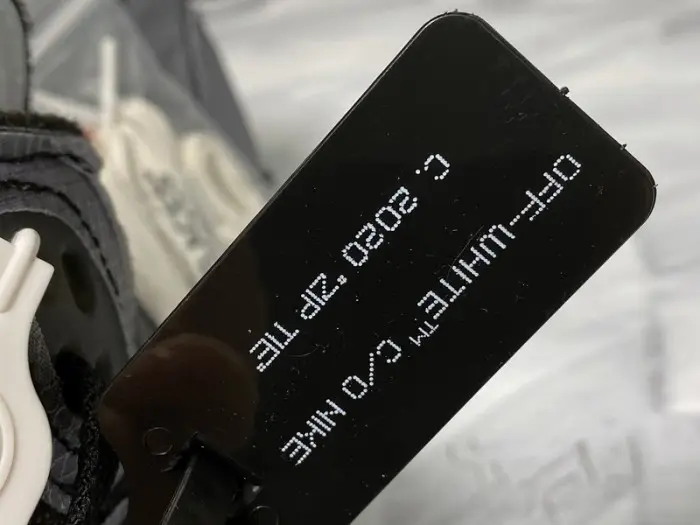 OFF-WHITE™ C/O NIKE
C. 2020 "ZIP TIE"